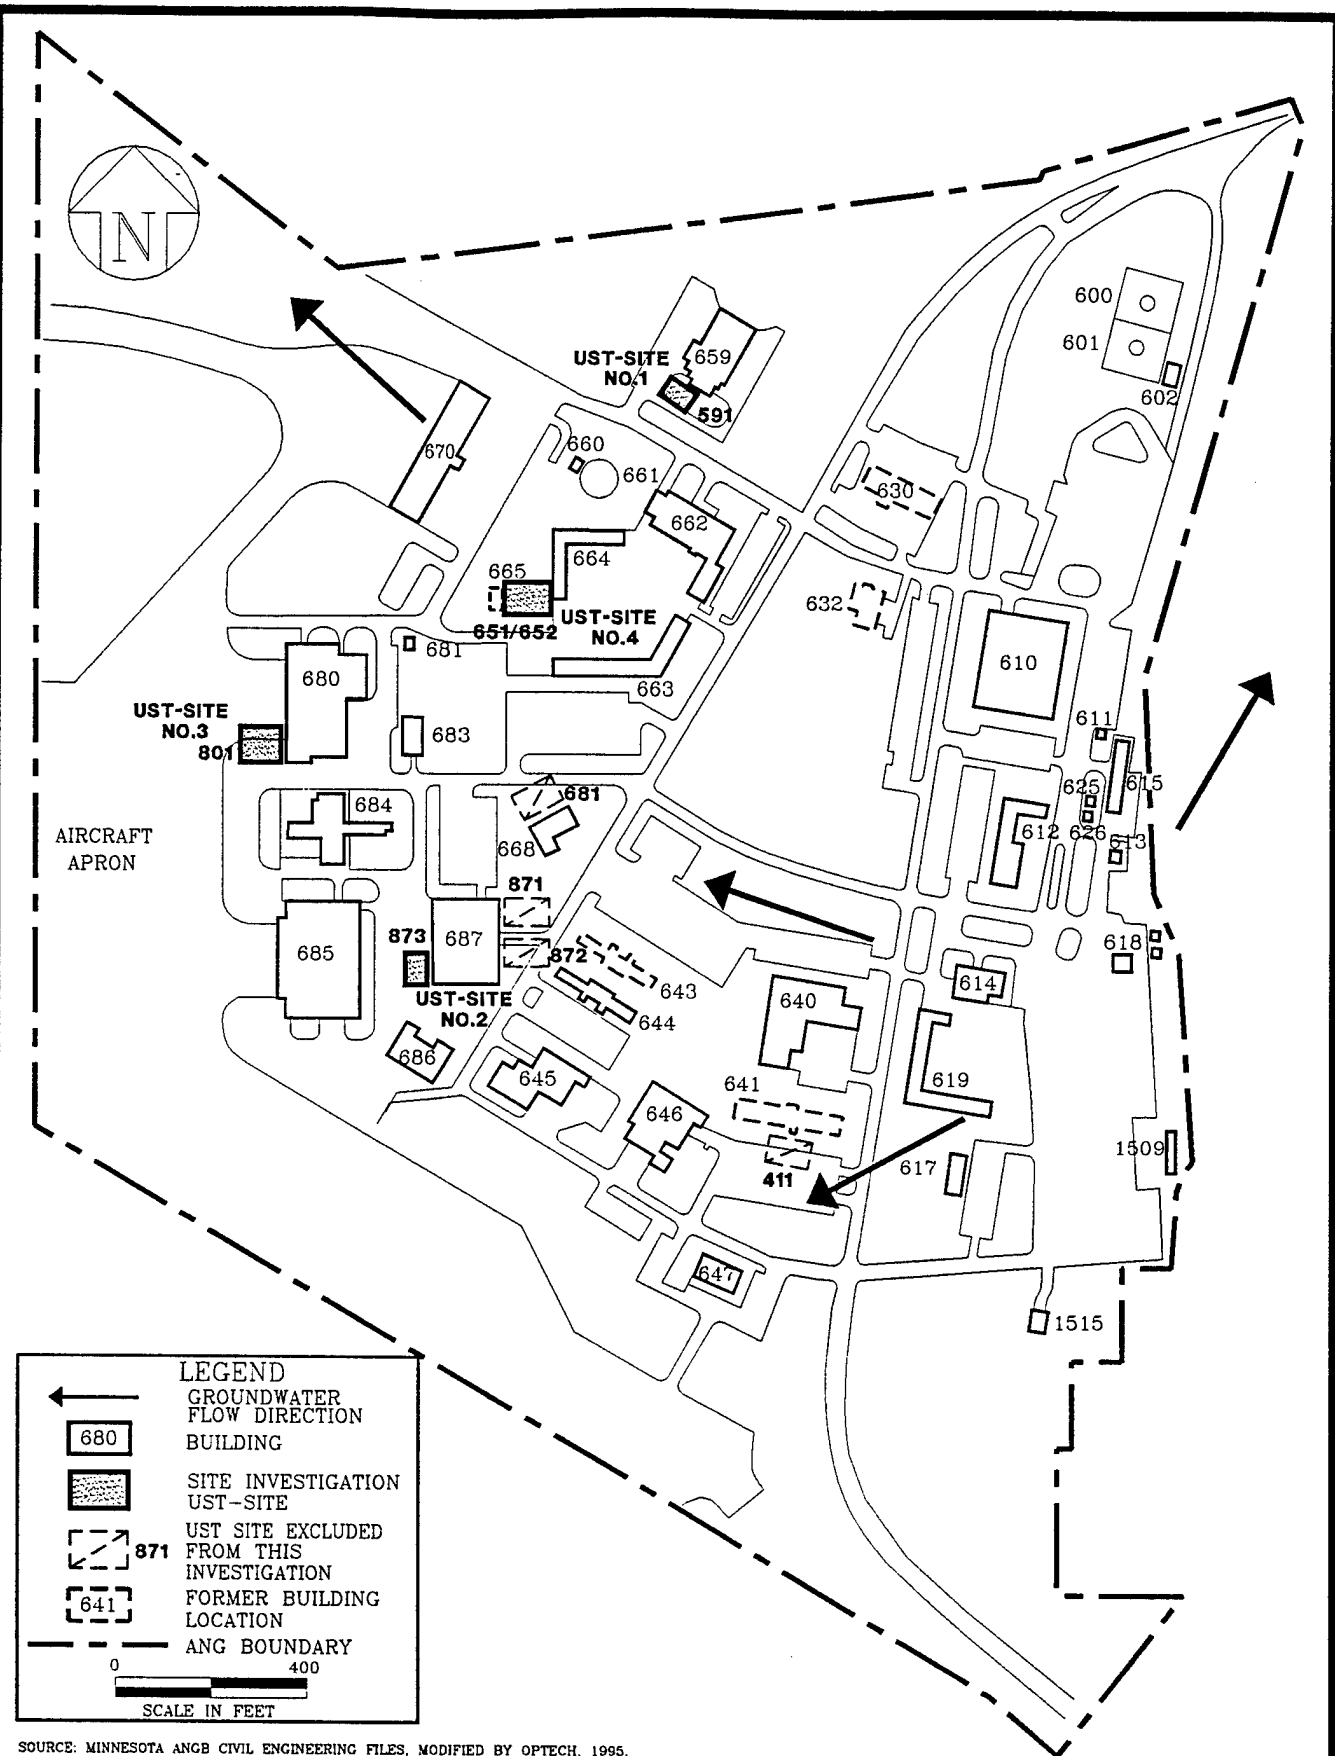 N
600
601
602
UST-SITE
NO.1
659
591
670
660
661
662
630
664
665
651/652
UST-SITE
NO.4
632
681
680
663
610
UST-SITE
NO.3
801
683
611
615
625
626
613
612
681
684
668
AIRCRAFT
APRON
871
873
687
872
685
618
643
614
640
UST-SITE
NO.2
644
686
645
641
619
646
411
617
1509
647
1515
LEGEND
GROUNDWATER
FLOW DIRECTION
680
BUILDING
SITE INVESTIGATION
UST-SITE
871
UST SITE EXCLUDED
FROM THIS
INVESTIGATION
641
FORMER BUILDING
LOCATION
ANG BOUNDARY
0 400
SCALE IN FEET
SOURCE: MINNESOTA ANGB CIVIL ENGINEERING FILES, MODIFIED BY OPTECH, 1995.